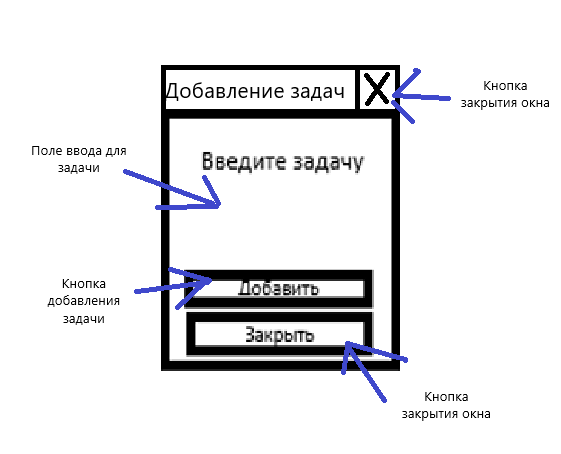 Добавление задач
X
Кнопка
закрытия окна
Поле ввода для
задачи
Введите задачу
Кнопка
добавления
задачи
Добавить
Закрыть
Кнопка
закрытия окна